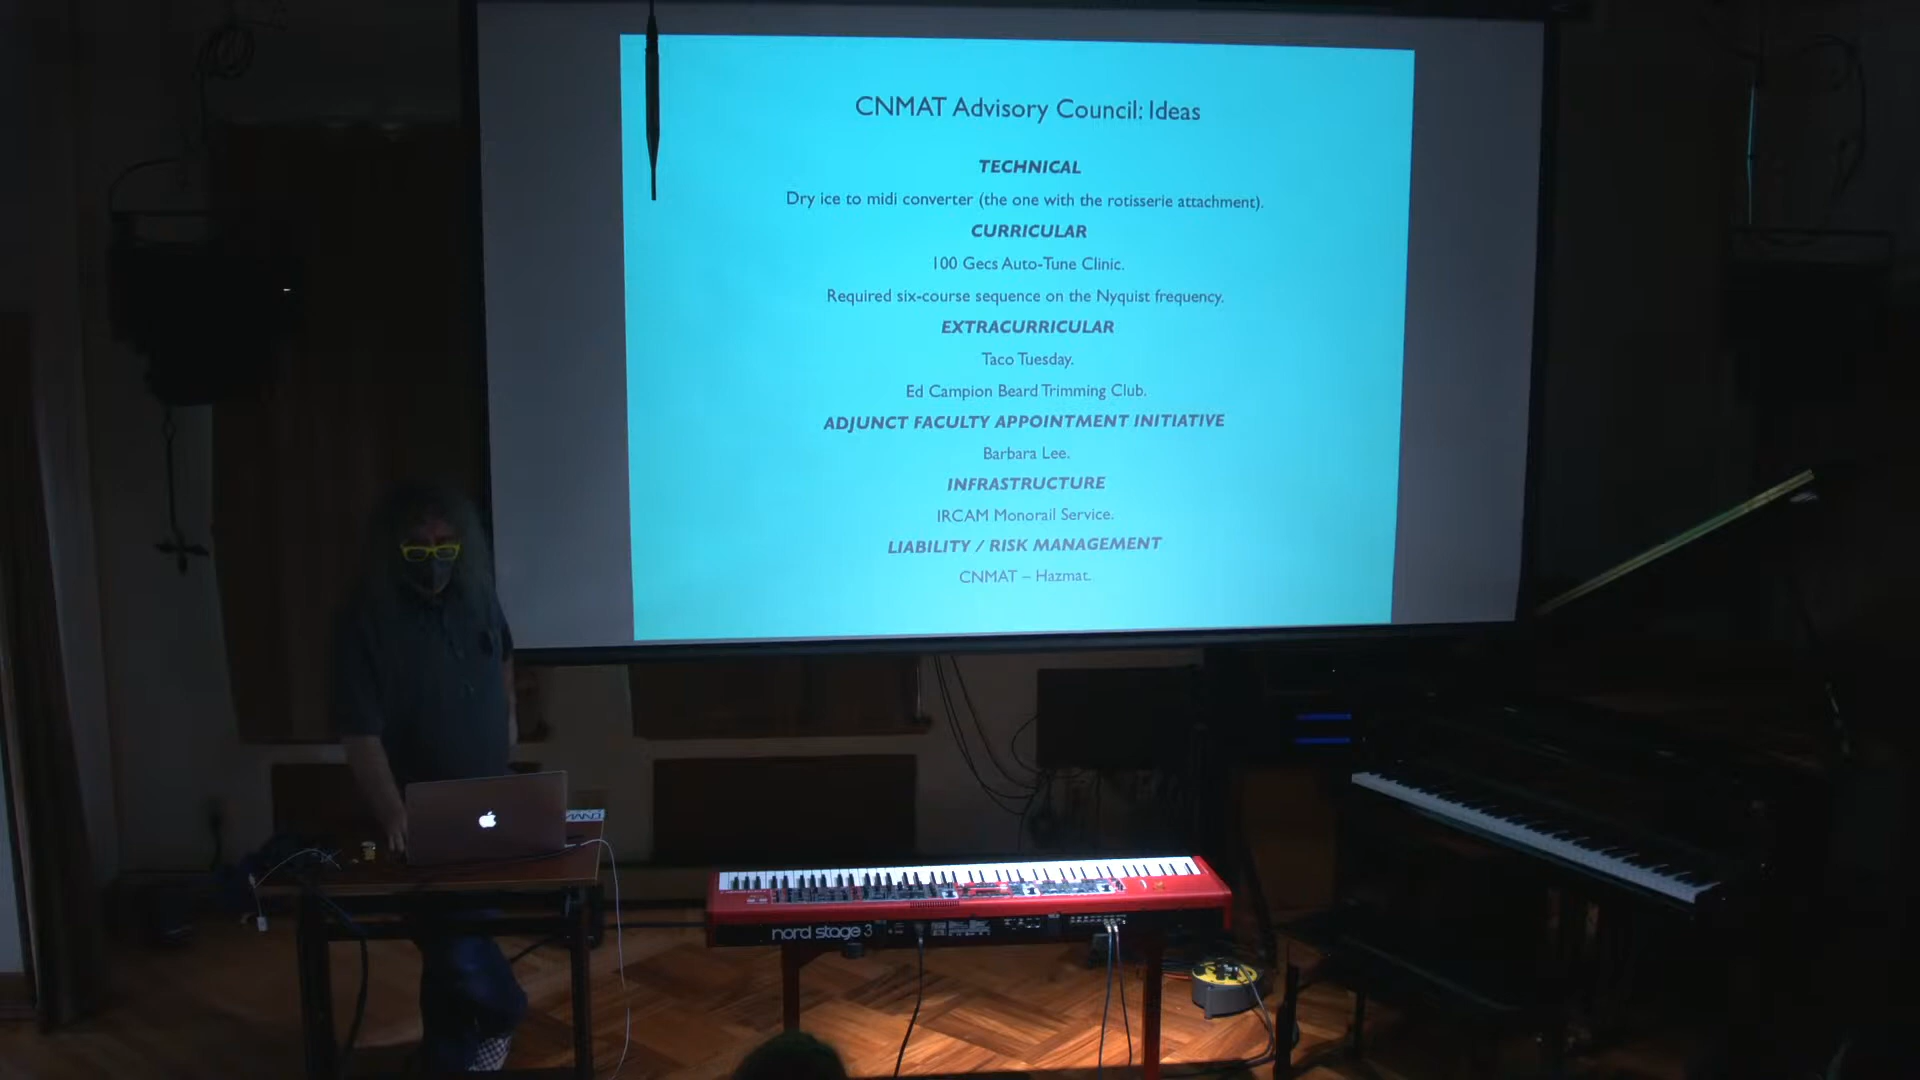 CNMAT Advisory Council: Ideas
TECHNICAL
Dry ice to midi converter (the one with the rotisserie attachment).
CURRICULAR
100 Gecs Auto-Tune Clinic.
Required six-course sequence on the Nyquist frequency.
EXTRACURRICULAR
Taco Tuesday.
Ed Campion Beard Trimming Club.
ADJUNCT FACULTY APPOINTMENT INITIATIVE
Barbara Lee.
INFRASTRUCTURE
IRCAM Monorail Service.
LIABILITY / RISK MANAGEMENT
CNMAT – Hazmat.
nord stage 3